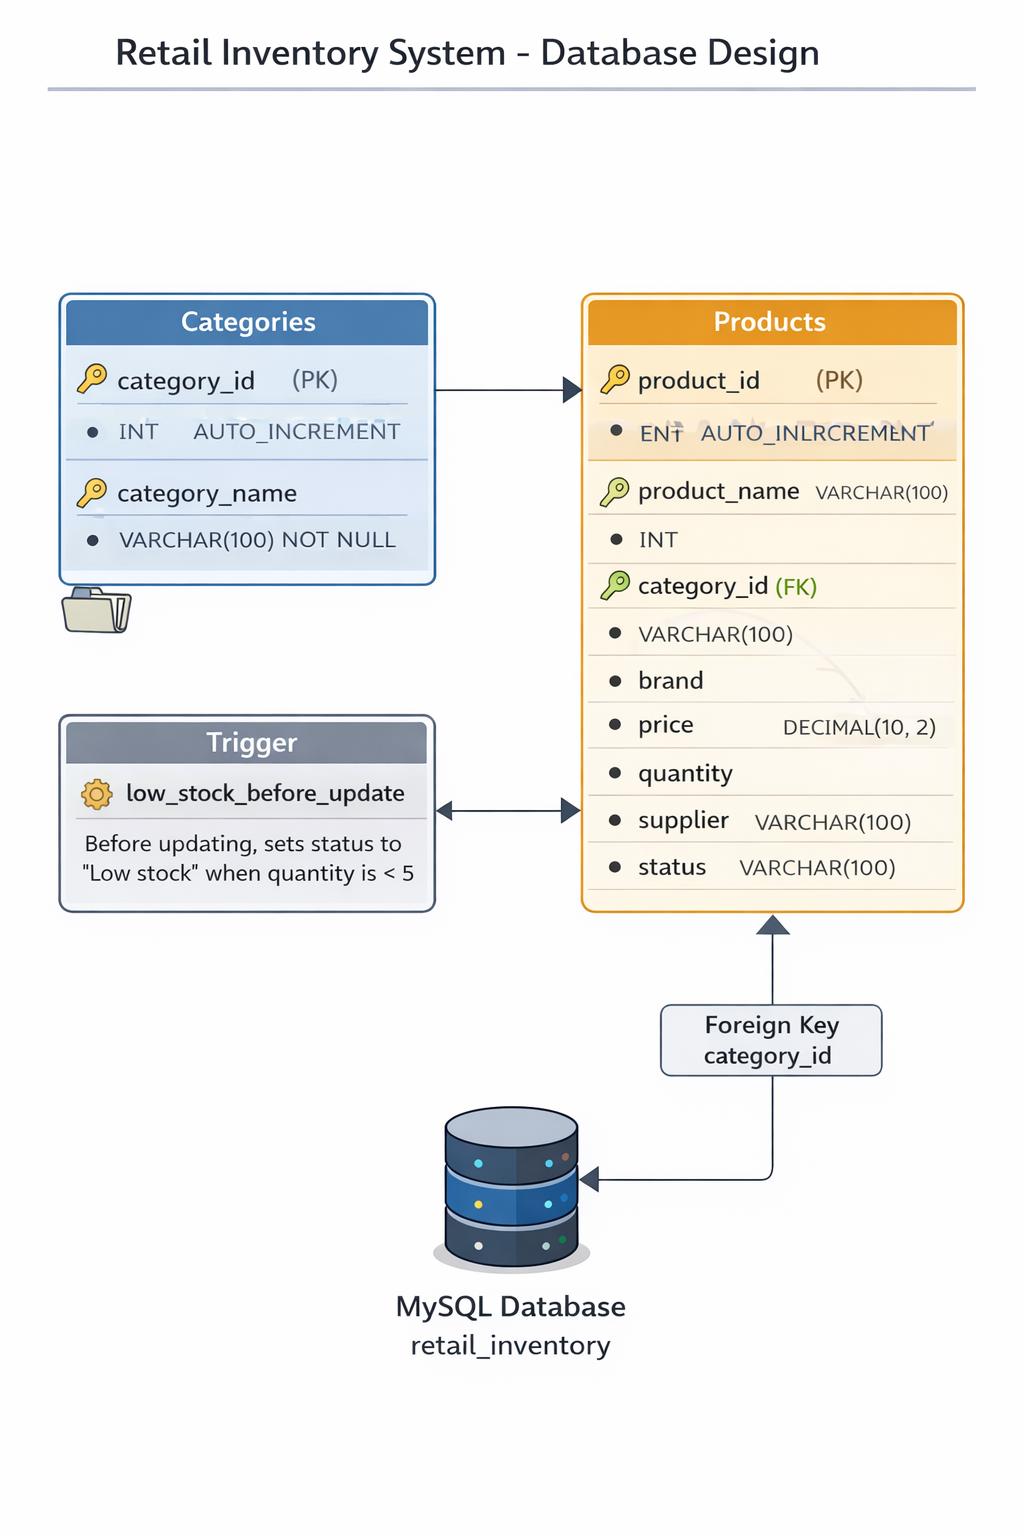 Retail Inventory System - Database Design
Categories
category_id (PK)
INT AUTO_INCREMENT
category_name
VARCHAR(100) NOT NULL
Products
product_id (PK)
ENT AUTO_INLRCREMENT
product_name VARCHAR(100)
INT
category_id (FK)
VARCHAR(100)
brand
price DECIMAL(10, 2)
quantity
supplier VARCHAR(100)
status VARCHAR(100)
Trigger
low_stock_before_update
Before updating, sets status to
"Low stock" when quantity is < 5
Foreign Key
category_id
MySQL Database
retail_inventory